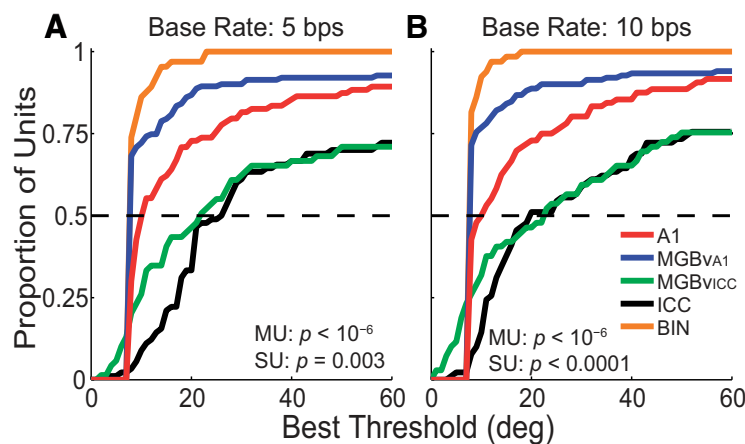 A Base Rate: 5 bps
B Base Rate: 10 bps
Proportion of Units
1
0.75
0.5
0.25
0
0 20 40 60
MU: p < 10⁻⁶
SU: p = 0.003
0 20 40 60
MU: p < 10⁻⁶
SU: p < 0.0001
A1
MGBVA1
MGBVICC
ICC
BIN
Best Threshold (deg)